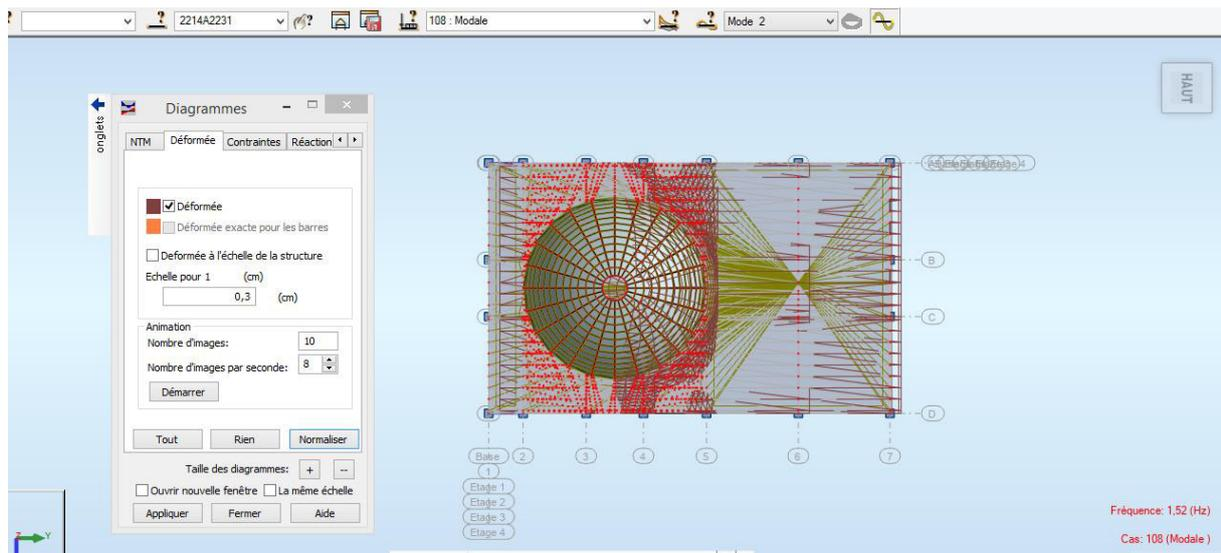 2214A2231 108 : Modale Mode 2
HAUT
onglets
Diagrammes
NTM Déformée Contraintes Réaction
Déformée
Déformée exacte pour les barres
Deformée à l'échelle de la structure
Echelle pour 1 (cm)
0,3 (cm)
Animation
Nombre d'images: 10
Nombre d'images par seconde: 8
Démarrer
Tout Rien Normaliser
Taille des diagrammes: + --
Ouvrir nouvelle fenêtre La même échelle
Appliquer Fermer Aide
B
C
D
Base 2 3 4 5 6 7
1
Etage 1
Etage 2
Etage 3
Etage 4
Z Y
Fréquence: 1,52 (Hz)
Cas: 108 (Modale )